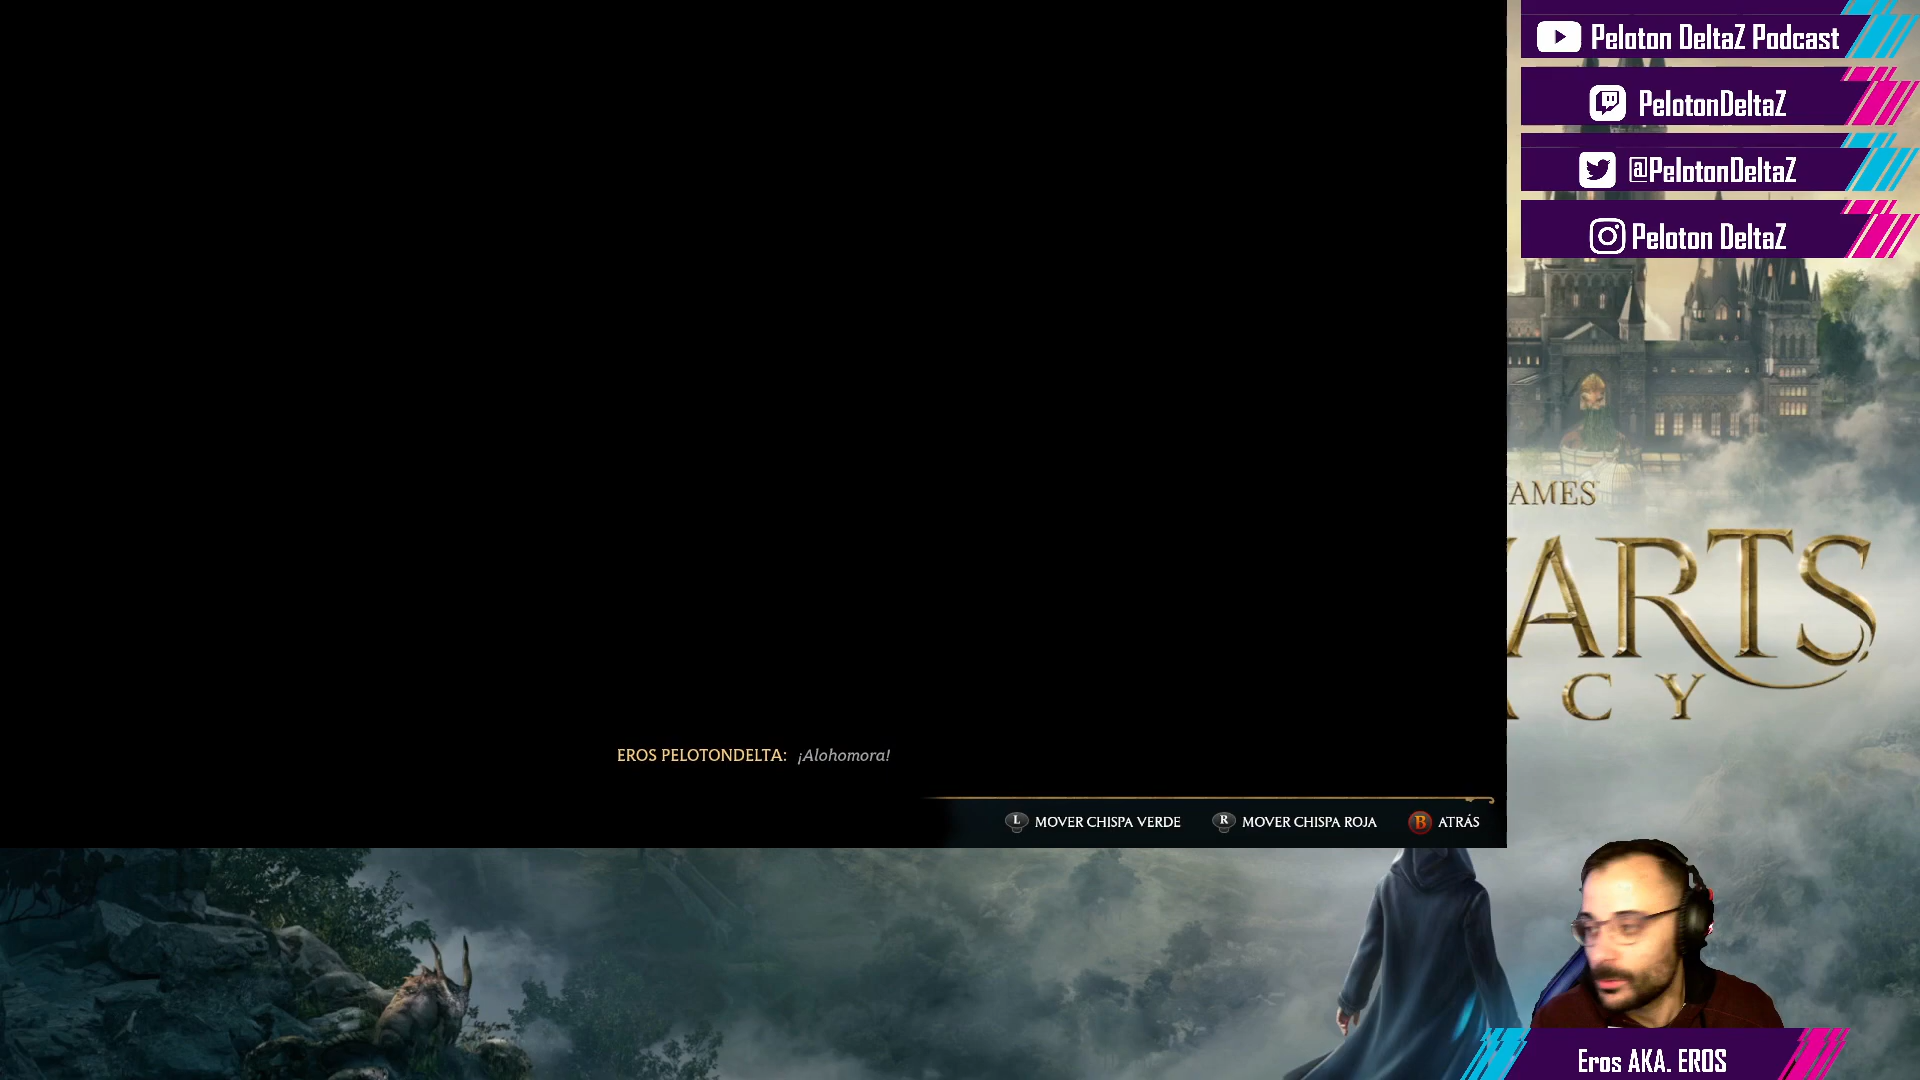 Peloton DeltaZ Podcast
PelotonDeltaZ
@PelotonDeltaZ
Peloton DeltaZ
AMES
ARTS
ACY
EROS PELOTONDELTA: ¡Alohomora!
L MOVER CHISPA VERDE R MOVER CHISPA ROJA B ATRÁS
Eros AKA. EROS